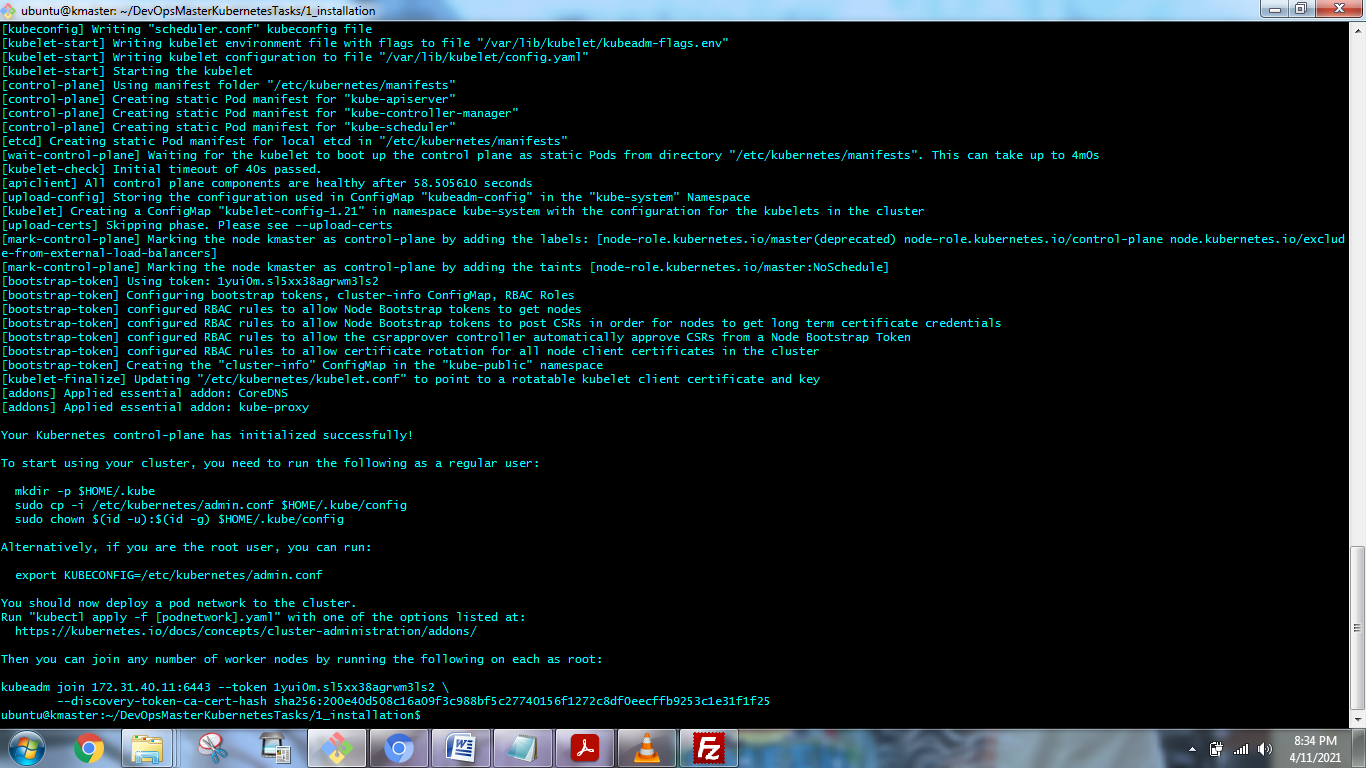 ubuntu@kmaster: ~/DevOpsMasterKubernetesTasks/1_installation
[kubeconfig] Writing "scheduler.conf" kubeconfig file
[kubelet-start] Writing kubelet environment file with flags to file "/var/lib/kubelet/kubeadm-flags.env"
[kubelet-start] Writing kubelet configuration to file "/var/lib/kubelet/config.yaml"
[kubelet-start] Starting the kubelet
[control-plane] Using manifest folder "/etc/kubernetes/manifests"
[control-plane] Creating static Pod manifest for "kube-apiserver"
[control-plane] Creating static Pod manifest for "kube-controller-manager"
[control-plane] Creating static Pod manifest for "kube-scheduler"
[etcd] Creating static Pod manifest for local etcd in "/etc/kubernetes/manifests"
[wait-control-plane] Waiting for the kubelet to boot up the control plane as static Pods from directory "/etc/kubernetes/manifests". This can take up to 4m0s
[kubelet-check] Initial timeout of 40s passed.
[apiclient] All control plane components are healthy after 58.505610 seconds
[upload-config] Storing the configuration used in ConfigMap "kubeadm-config" in the "kube-system" Namespace
[kubelet] Creating a ConfigMap "kubelet-config-1.21" in namespace kube-system with the configuration for the kubelets in the cluster
[upload-certs] Skipping phase. Please see --upload-certs
[mark-control-plane] Marking the node kmaster as control-plane by adding the labels: [node-role.kubernetes.io/master(deprecated) node-role.kubernetes.io/control-plane node.kubernetes.io/exclud
e-from-external-load-balancers]
[mark-control-plane] Marking the node kmaster as control-plane by adding the taints [node-role.kubernetes.io/master:NoSchedule]
[bootstrap-token] Using token: 1yui0m.sl5xx38agrwm3ls2
[bootstrap-token] Configuring bootstrap tokens, cluster-info ConfigMap, RBAC Roles
[bootstrap-token] configured RBAC rules to allow Node Bootstrap tokens to get nodes
[bootstrap-token] configured RBAC rules to allow Node Bootstrap tokens to post CSRs in order for nodes to get long term certificate credentials
[bootstrap-token] configured RBAC rules to allow the csrapprover controller automatically approve CSRs from a Node Bootstrap Token
[bootstrap-token] configured RBAC rules to allow certificate rotation for all node client certificates in the cluster
[bootstrap-token] Creating the "cluster-info" ConfigMap in the "kube-public" namespace
[kubelet-finalize] Updating "/etc/kubernetes/kubelet.conf" to point to a rotatable kubelet client certificate and key
[addons] Applied essential addon: CoreDNS
[addons] Applied essential addon: kube-proxy
Your Kubernetes control-plane has initialized successfully!
To start using your cluster, you need to run the following as a regular user:
mkdir -p $HOME/.kube
sudo cp -i /etc/kubernetes/admin.conf $HOME/.kube/config
sudo chown $(id -u):$(id -g) $HOME/.kube/config
Alternatively, if you are the root user, you can run:
export KUBECONFIG=/etc/kubernetes/admin.conf
You should now deploy a pod network to the cluster.
Run "kubectl apply -f [podnetwork].yaml" with one of the options listed at:
https://kubernetes.io/docs/concepts/cluster-administration/addons/
Then you can join any number of worker nodes by running the following on each as root:
kubeadm join 172.31.40.11:6443 --token 1yui0m.sl5xx38agrwm3ls2 \
--discovery-token-ca-cert-hash sha256:200e40d508c16a09f3c988bf5c27740156f1272c8df0eecffb9253c1e31f1f25
ubuntu@kmaster:~/DevOpsMasterKubernetesTasks/1_installation$
8:34 PM
4/11/2021